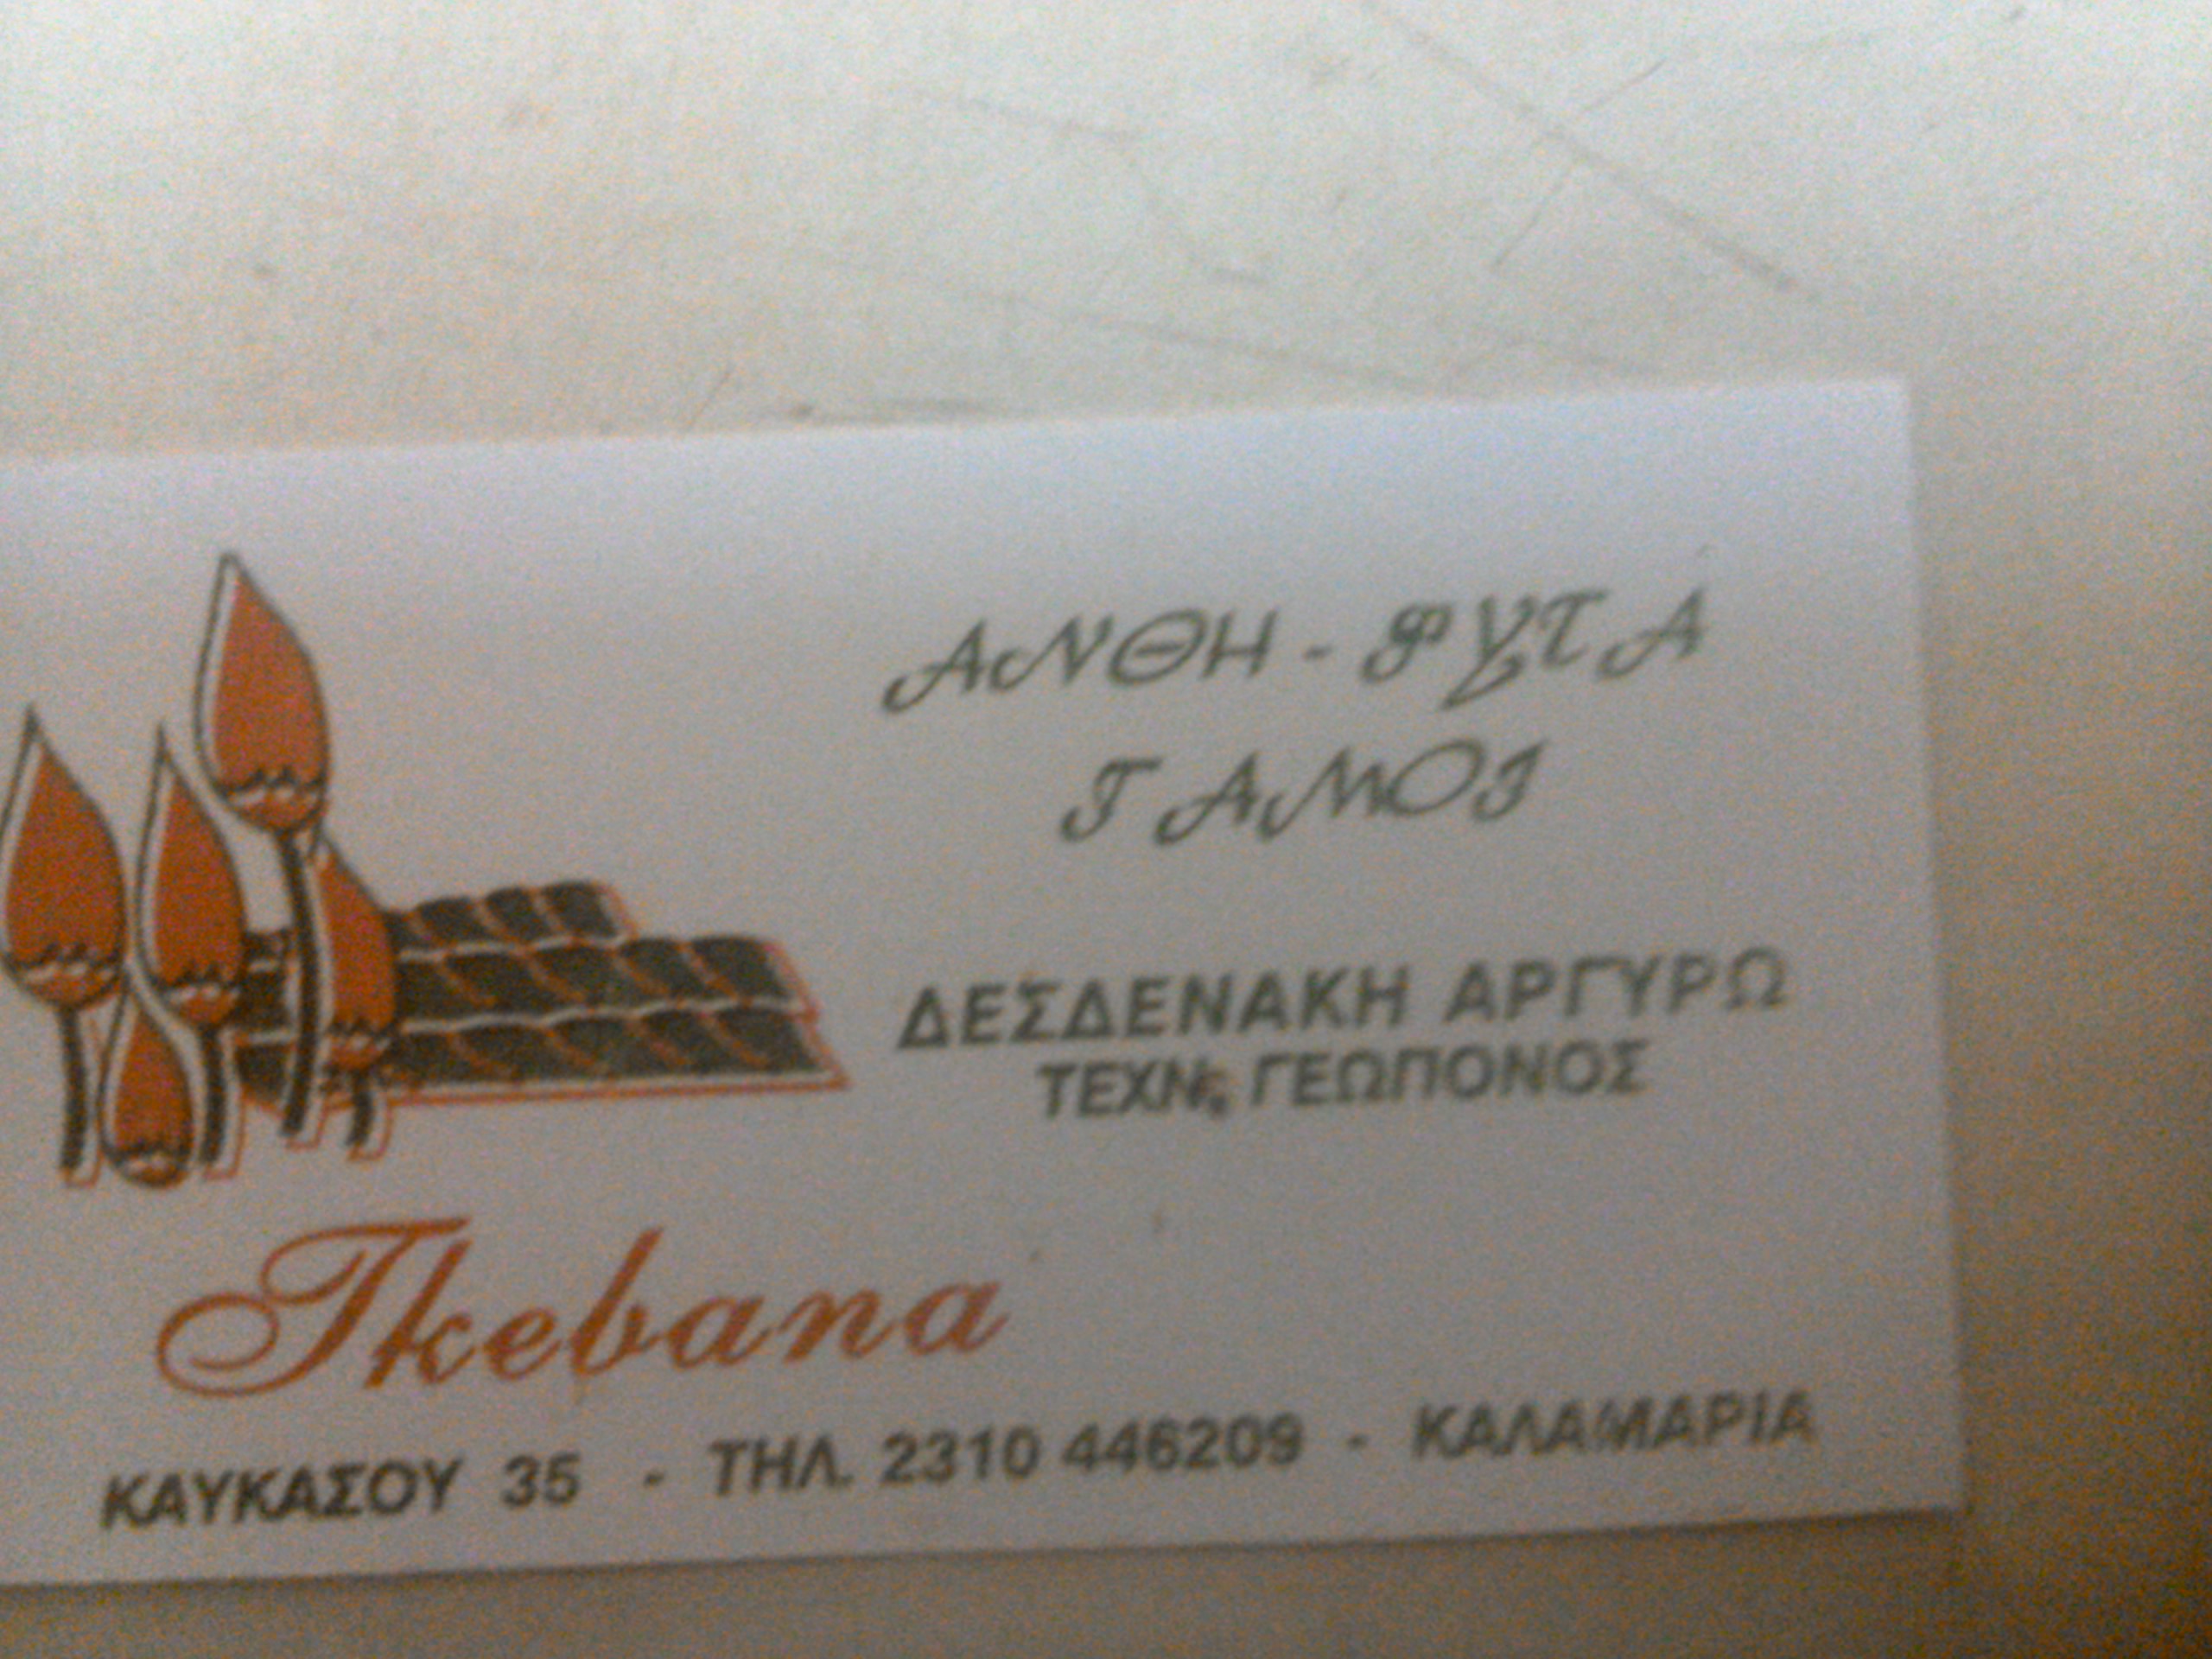 ΑΝΘΗ - ΦΥΤΑ
ΓΑΜΟΙ
ΔΕΣΔΕΝΑΚΗ ΑΡΓΥΡΩ
ΤΕΧΝ. ΓΕΩΠΟΝΟΣ
Ikebana
ΚΑΥΚΑΣΟΥ 35 - ΤΗΛ. 2310 446209 - ΚΑΛΑΜΑΡΙΑ